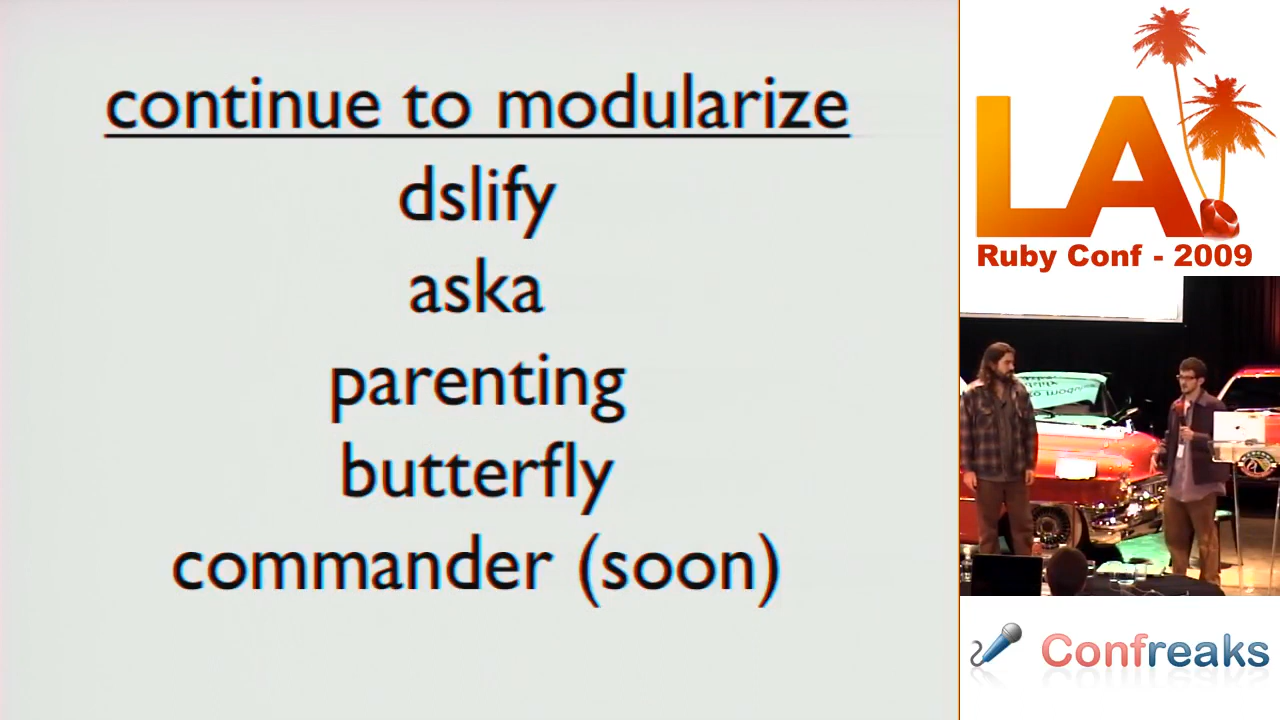 continue to modularize
dslify
aska
parenting
butterfly
commander (soon)
LA
Ruby Conf - 2009
Confreaks